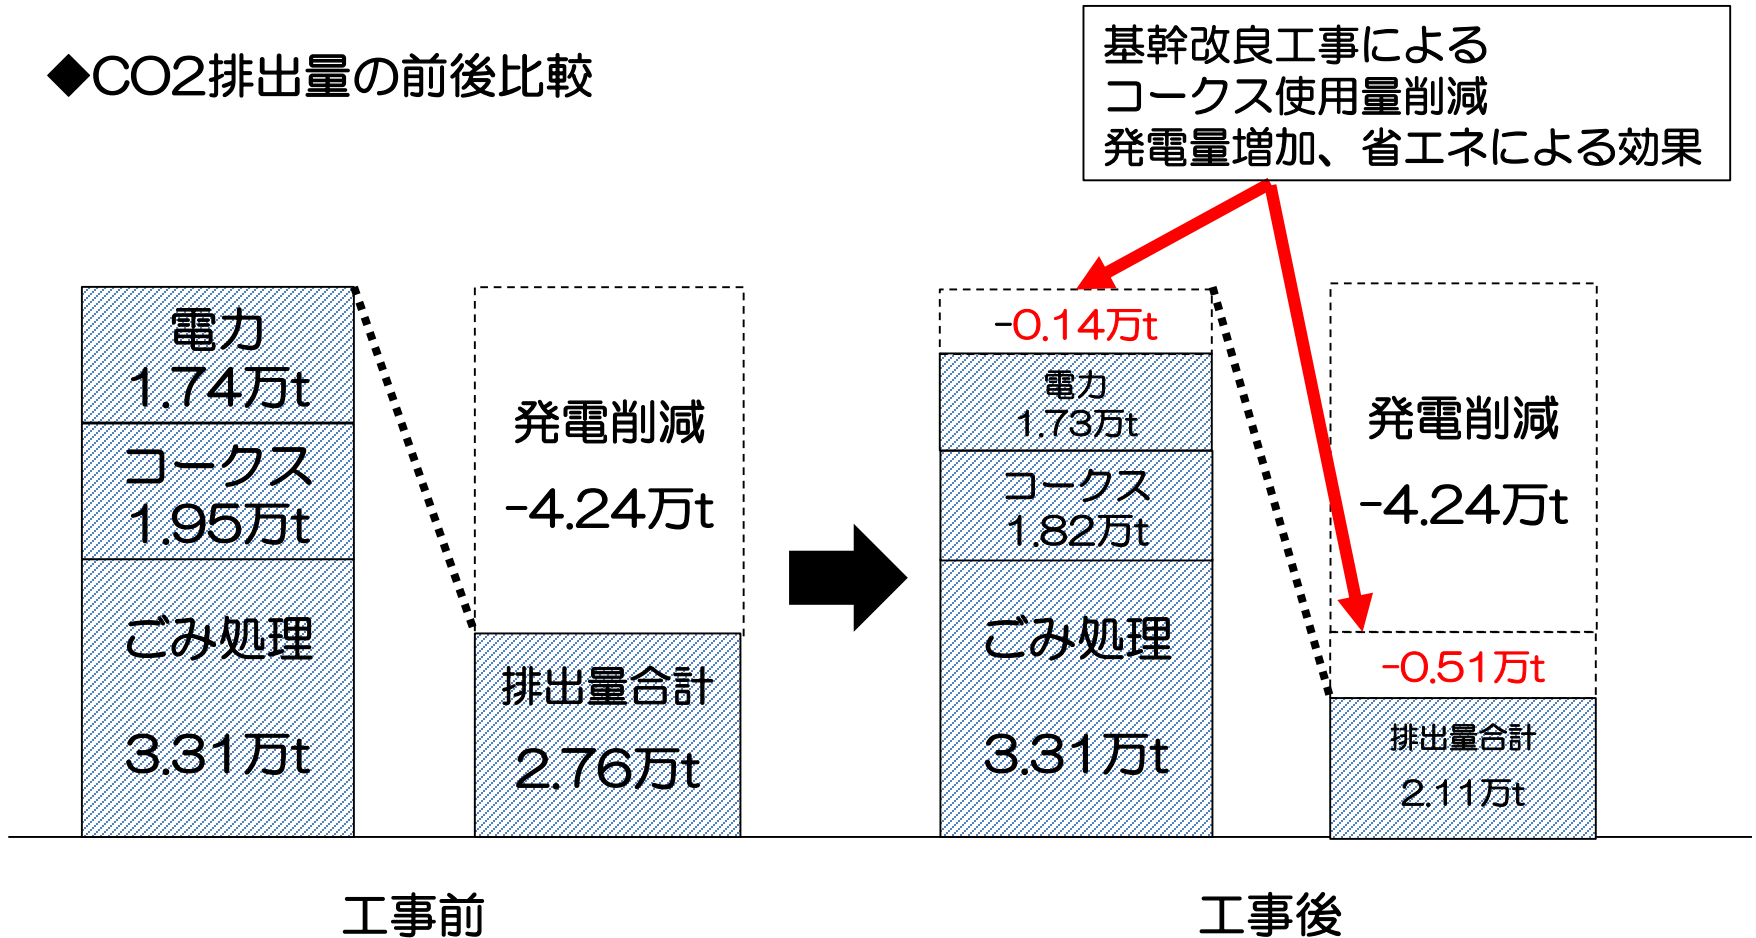 ◆CO2排出量の前後比較
基幹改良工事による
コークス使用量削減
発電量増加、省エネによる効果
電力
1.74万t
コークス
1.95万t
ごみ処理
3.31万t
発電削減
-4.24万t
排出量合計
2.76万t
工事前
-0.14万t
電力
1.73万t
コークス
1.82万t
ごみ処理
3.31万t
発電削減
-4.24万t
-0.51万t
排出量合計
2.11万t
工事後